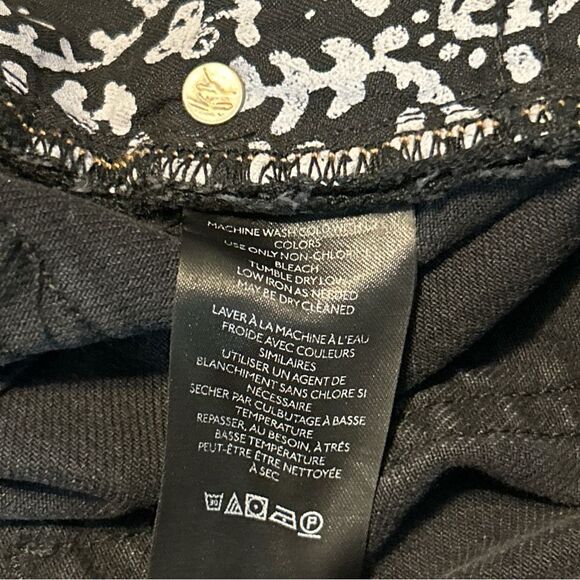 MACHINE WASH COLD
COLORS
USE ONLY NON-CHLORINE
BLEACH
TUMBLE DRY LOW
LOW IRON AS NEEDED
MAY BE DRY CLEANED
LAVER À LA MACHINE À L'EAU
FROIDE AVEC COULEURS
SIMILAIRES
UTILISER UN AGENT DE
BLANCHIMENT SANS CHLORE SI
NÉCESSAIRE
SECHER PAR CULBUTAGE À BASSE
TEMPERATURE
REPASSER, AU BESOIN, À TRÈS
BASSE TEMPÉRATURE
PEUT-ÊTRE ÊTRE NETTOYÉE
À SEC
30 P